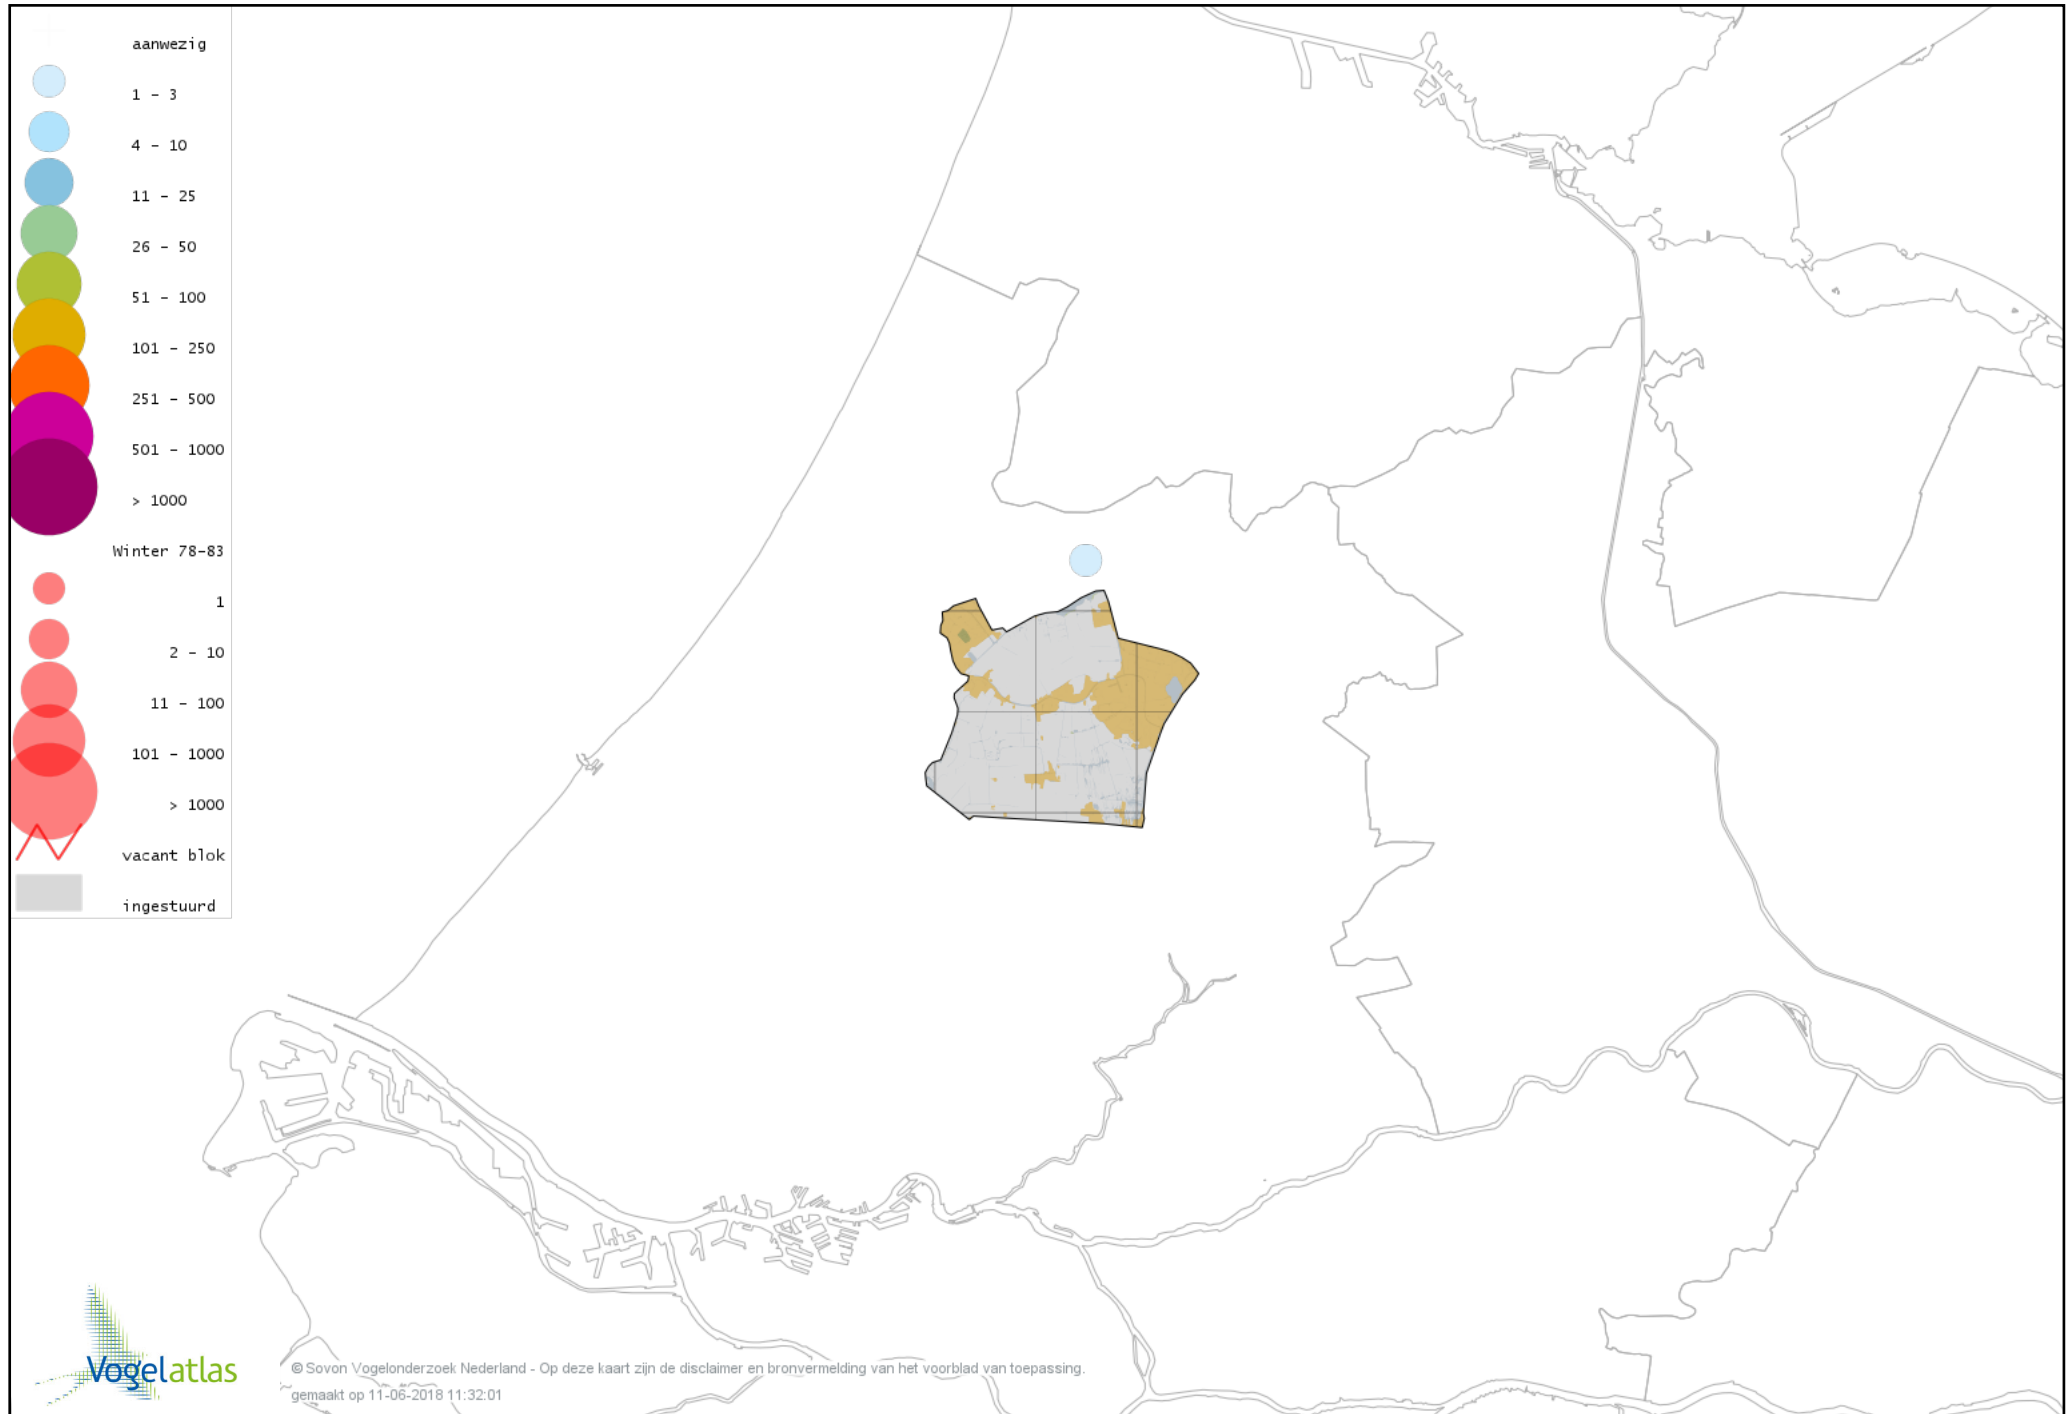 aanwezig
1 - 3
4 - 10
11 - 25
26 - 50
51 - 100
101 - 250
251 - 500
501 - 1000
> 1000
Winter 78-83
1
2 - 10
11 - 100
101 - 1000
> 1000
vacant blok
ingestuurd
Vogelatlas
© Sovon Vogelonderzoek Nederland - Op deze kaart zijn de disclaimer en bronvermelding van het voorblad van toepassing.
gemaakt op 11-06-2018 11:32:01